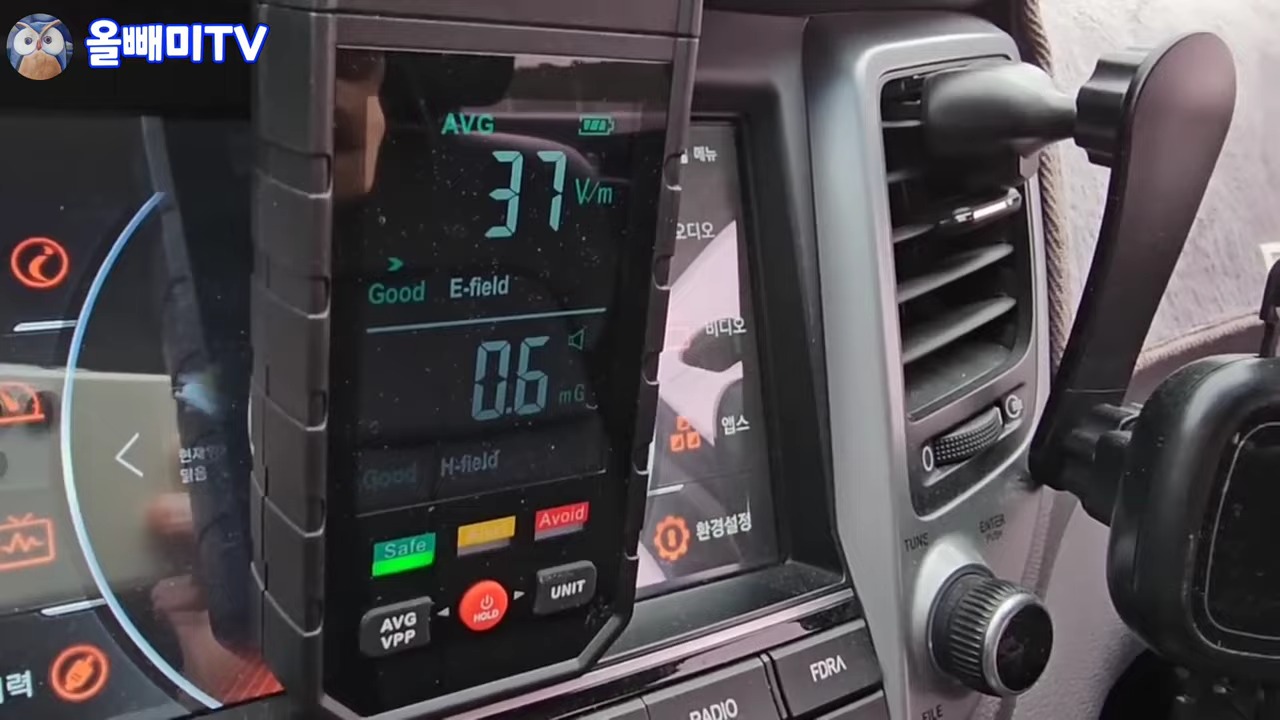 올빼미TV
AVG
37 V/m
Good E-field
0.6 mG
Good H-field
Safe
Avoid
AVG
VPP
HOLD
UNIT
메뉴
오디오
비디오
앱스
환경설정
TUNE
ENTER
PUSH
0
RADIO
FILE